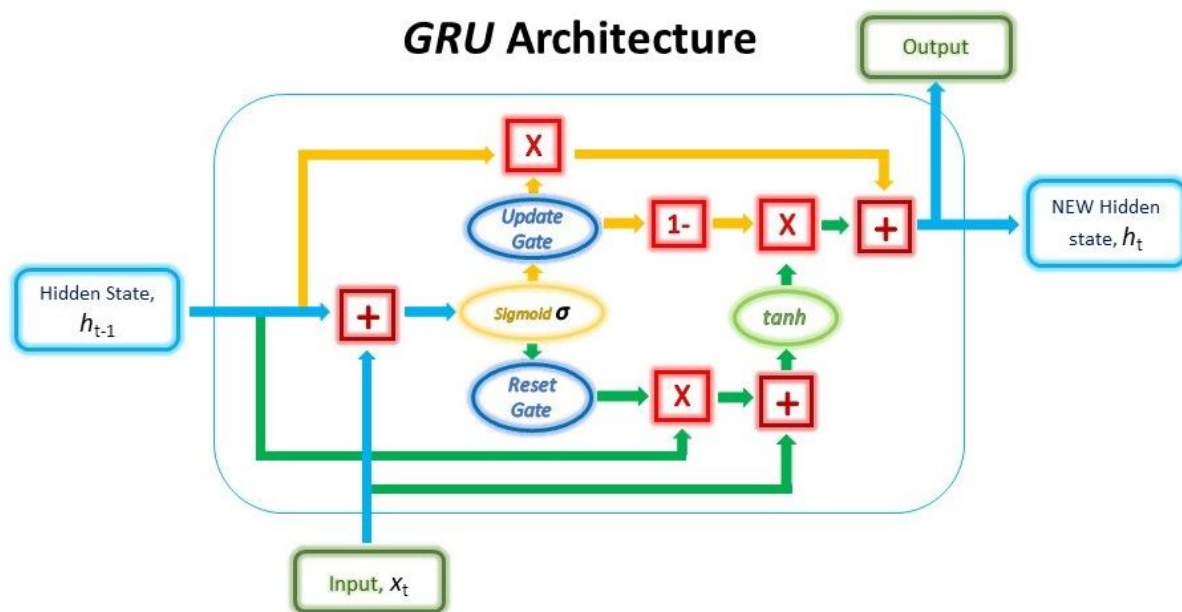 GRU Architecture
Output
X
Update
Gate
1-
X
+
NEW Hidden
state, ht
Hidden State,
ht-1
+
Sigmoid σ
tanh
Reset
Gate
X
+
Input, xt